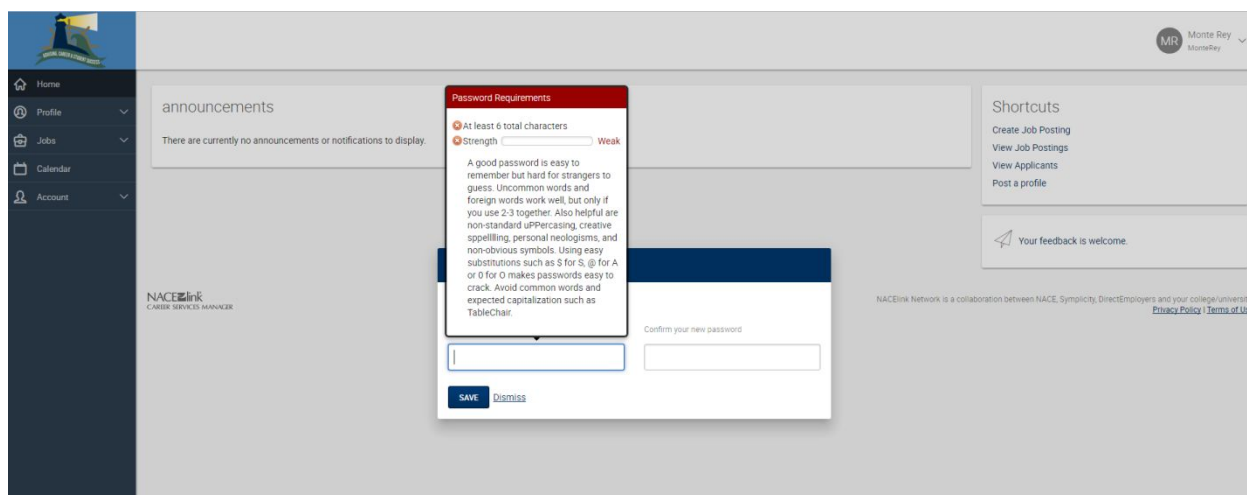 MR
Monte Rey
MonteRey
Home
Profile
Jobs
Calendar
Account
announcements
There are currently no announcements or notifications to display.
Password Requirements
At least 6 total characters
Strength Weak
A good password is easy to
remember but hard for strangers to
guess. Uncommon words and
foreign words work well, but only if
you use 2-3 together. Also helpful are
non-standard uPPercasing, creative
sppelllling, personal neologisms, and
non-obvious symbols. Using easy
substitutions such as $ for S, @ for A
or 0 for O makes passwords easy to
crack. Avoid common words and
expected capitalization such as
TableChair.
Confirm your new password
SAVE Dismiss
Shortcuts
Create Job Posting
View Job Postings
View Applicants
Post a profile
Your feedback is welcome.
NACElink
CAREER SERVICES MANAGER
NACElink Network is a collaboration between NACE, Symplicity, DirectEmployers and your college/universit
Privacy Policy | Terms of Us